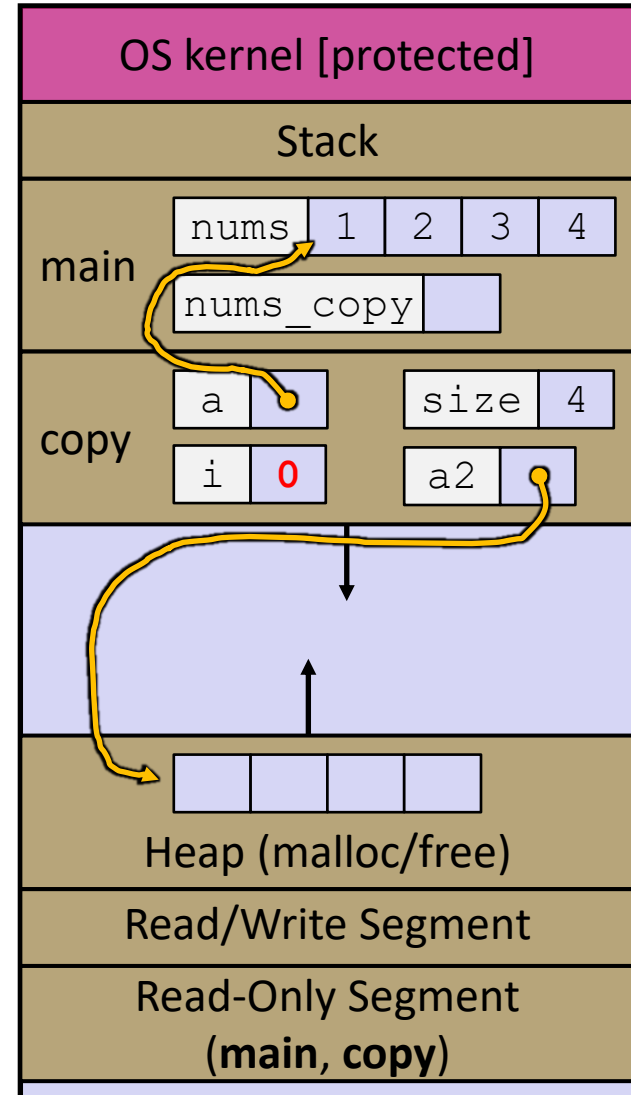 OS kernel [protected]
Stack
main
nums 1 2 3 4
nums_copy
copy
a size 4
i 0 a2
Heap (malloc/free)
Read/Write Segment
Read-Only Segment
(main, copy)